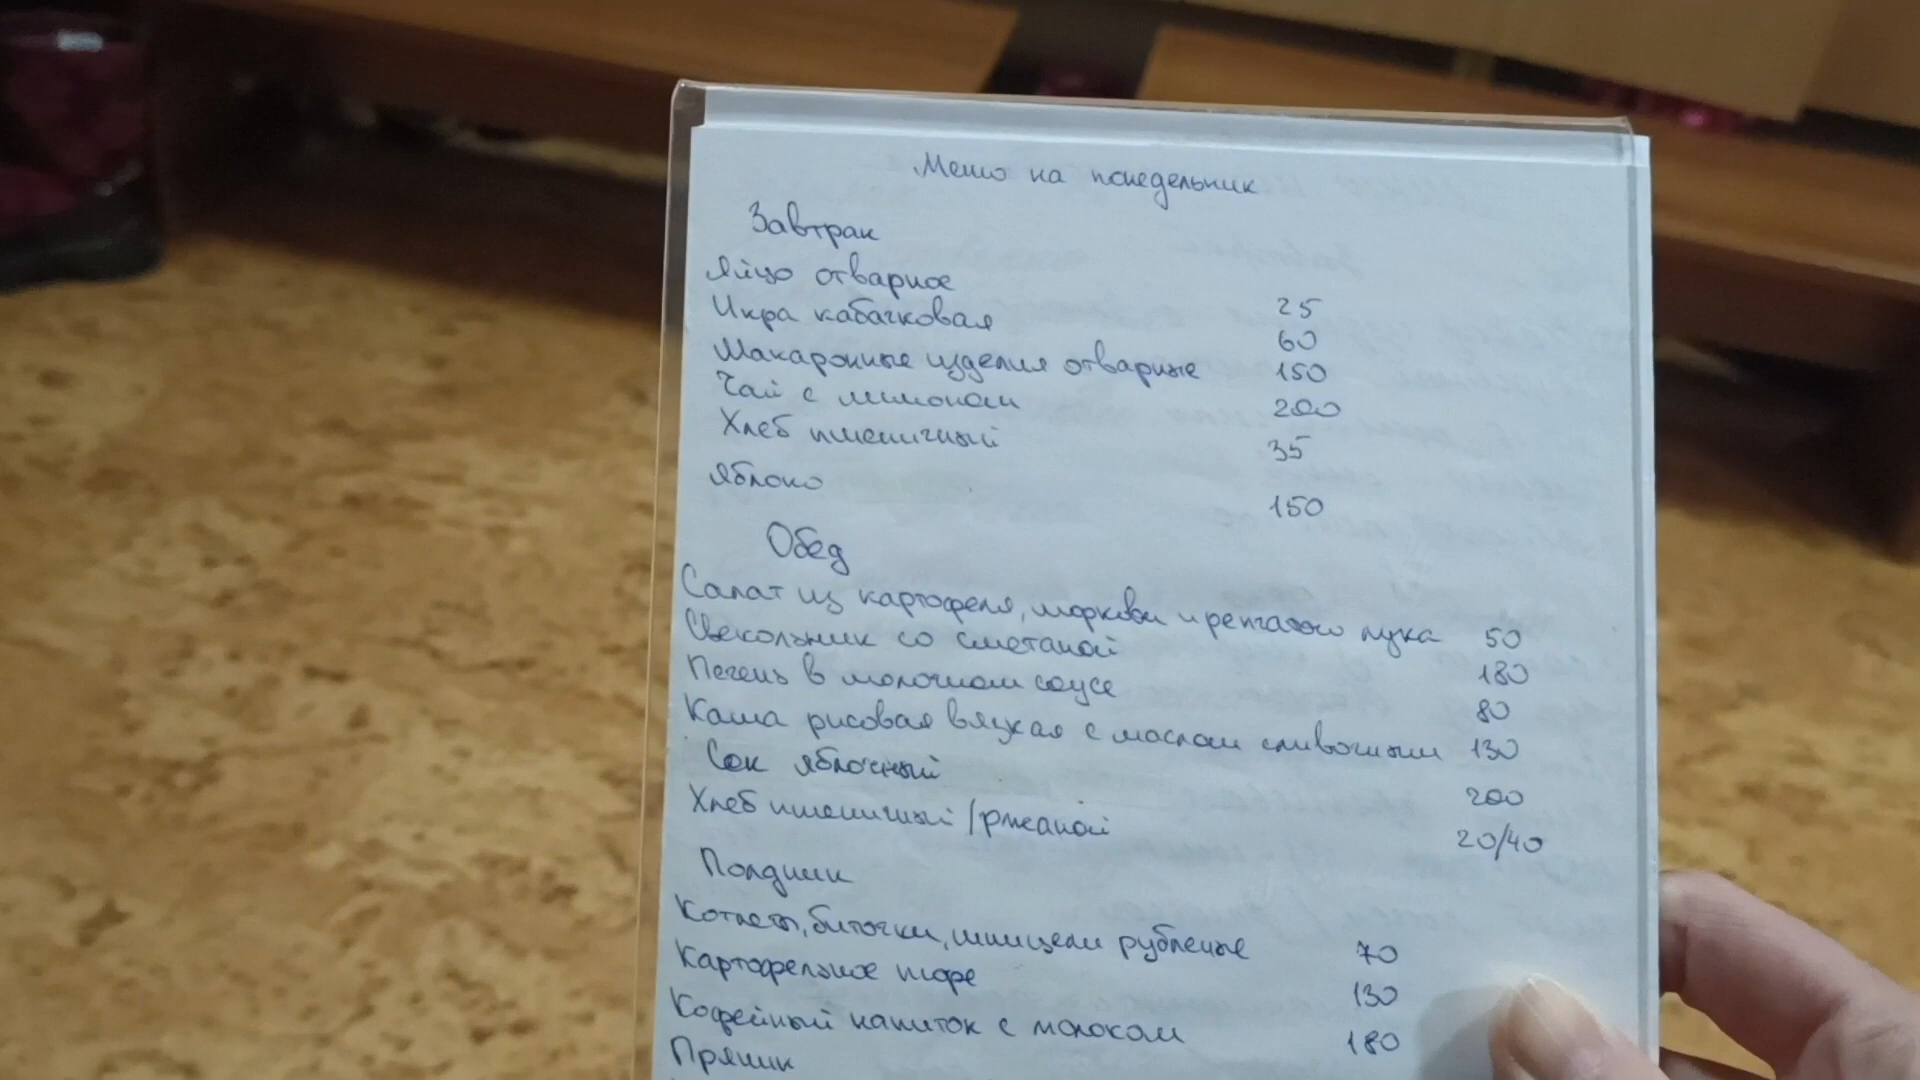 Меню на понедельник
Завтрак
Яйцо отварное 25
Икра кабачковая 60
Макаронные изделия отварные 150
Чай с лимоном 200
Хлеб пшеничный 35
Яблоко 150
Обед
Салат из картофеля, моркови и репчатого лука 50
Свекольник со сметаной 180
Печень в молочном соусе 80
Каша рисовая вязкая с маслом сливочным 130
Сок яблочный 200
Хлеб пшеничный/ржаной 20/40
Полдник
Котлеты, биточки, шницели рубленые 70
Картофельное пюре 130
Кофейный напиток с молоком 180
Пряник